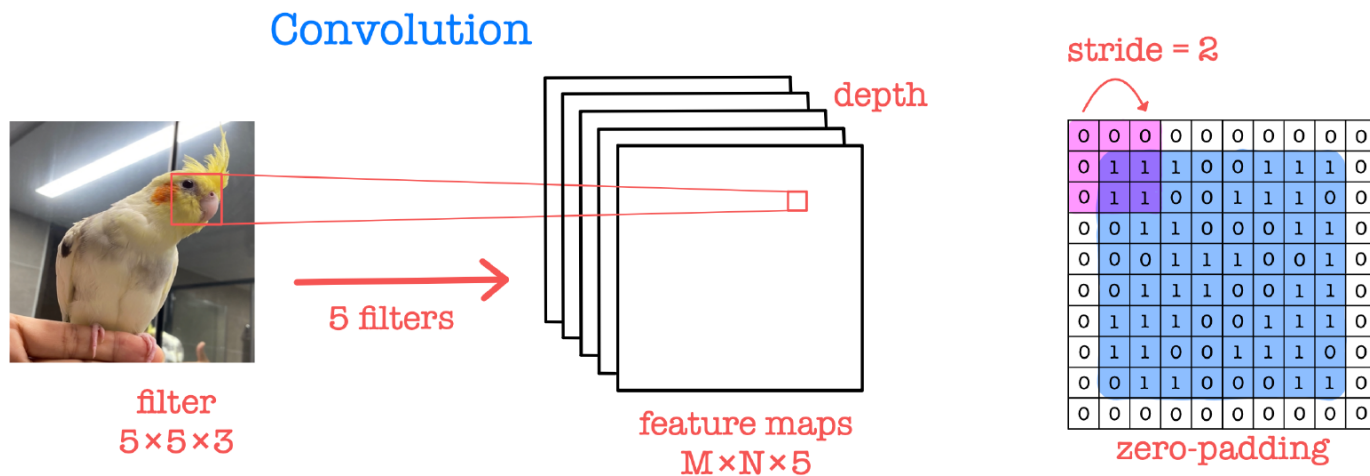 Convolution
filter
5×5×3
5 filters
depth
feature maps
M×N×5
stride = 2
0 0 0 0 0 0 0 0 0 0
0 1 1 1 0 0 1 1 1 0
0 1 1 0 0 1 1 1 0 0
0 0 1 1 0 0 0 1 1 0
0 0 0 1 1 1 0 0 1 0
0 0 1 1 1 0 0 1 1 0
0 1 1 1 0 0 1 1 1 0
0 1 1 0 0 1 1 1 0 0
0 0 1 1 0 0 0 1 1 0
0 0 0 0 0 0 0 0 0 0
zero-padding